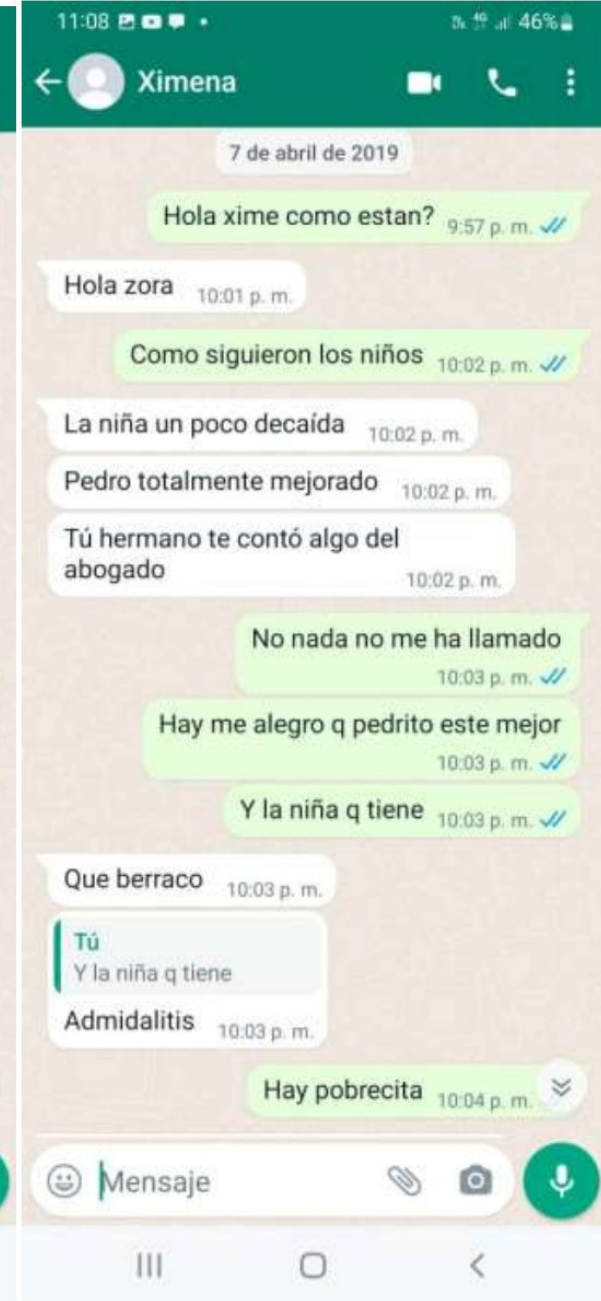 11:08
46%
Ximena
7 de abril de 2019
Hola xime como estan? 9:57 p. m.
Hola zora 10:01 p. m.
Como siguieron los niños 10:02 p. m.
La niña un poco decaída 10:02 p. m.
Pedro totalmente mejorado 10:02 p. m.
Tú hermano te contó algo del
abogado 10:02 p. m.
No nada no me ha llamado
10:03 p. m.
Hay me alegro q pedrito este mejor
10:03 p. m.
Y la niña q tiene 10:03 p. m.
Que berraco 10:03 p. m.
Tú
Y la niña q tiene
Admidalitis 10:03 p. m.
Hay pobrecita 10:04 p. m.
Mensaje